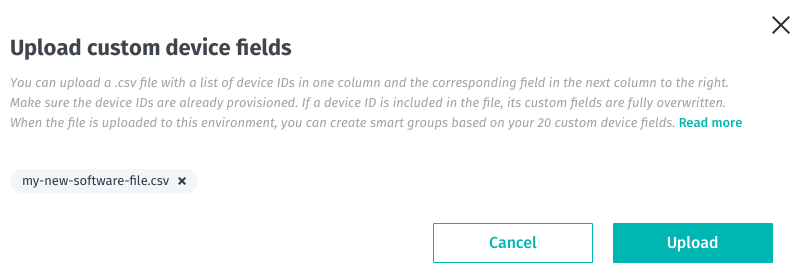 Upload custom device fields
You can upload a .csv file with a list of device IDs in one column and the corresponding field in the next column to the right.
Make sure the device IDs are already provisioned. If a device ID is included in the file, its custom fields are fully overwritten.
When the file is uploaded to this environment, you can create smart groups based on your 20 custom device fields. Read more
my-new-software-file.csv
Cancel
Upload